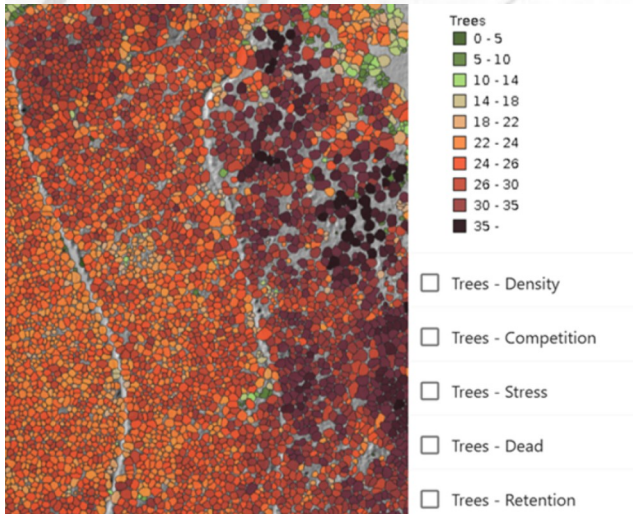 Trees
0 - 5
5 - 10
10 - 14
14 - 18
18 - 22
22 - 24
24 - 26
26 - 30
30 - 35
35 -
Trees - Density
Trees - Competition
Trees - Stress
Trees - Dead
Trees - Retention